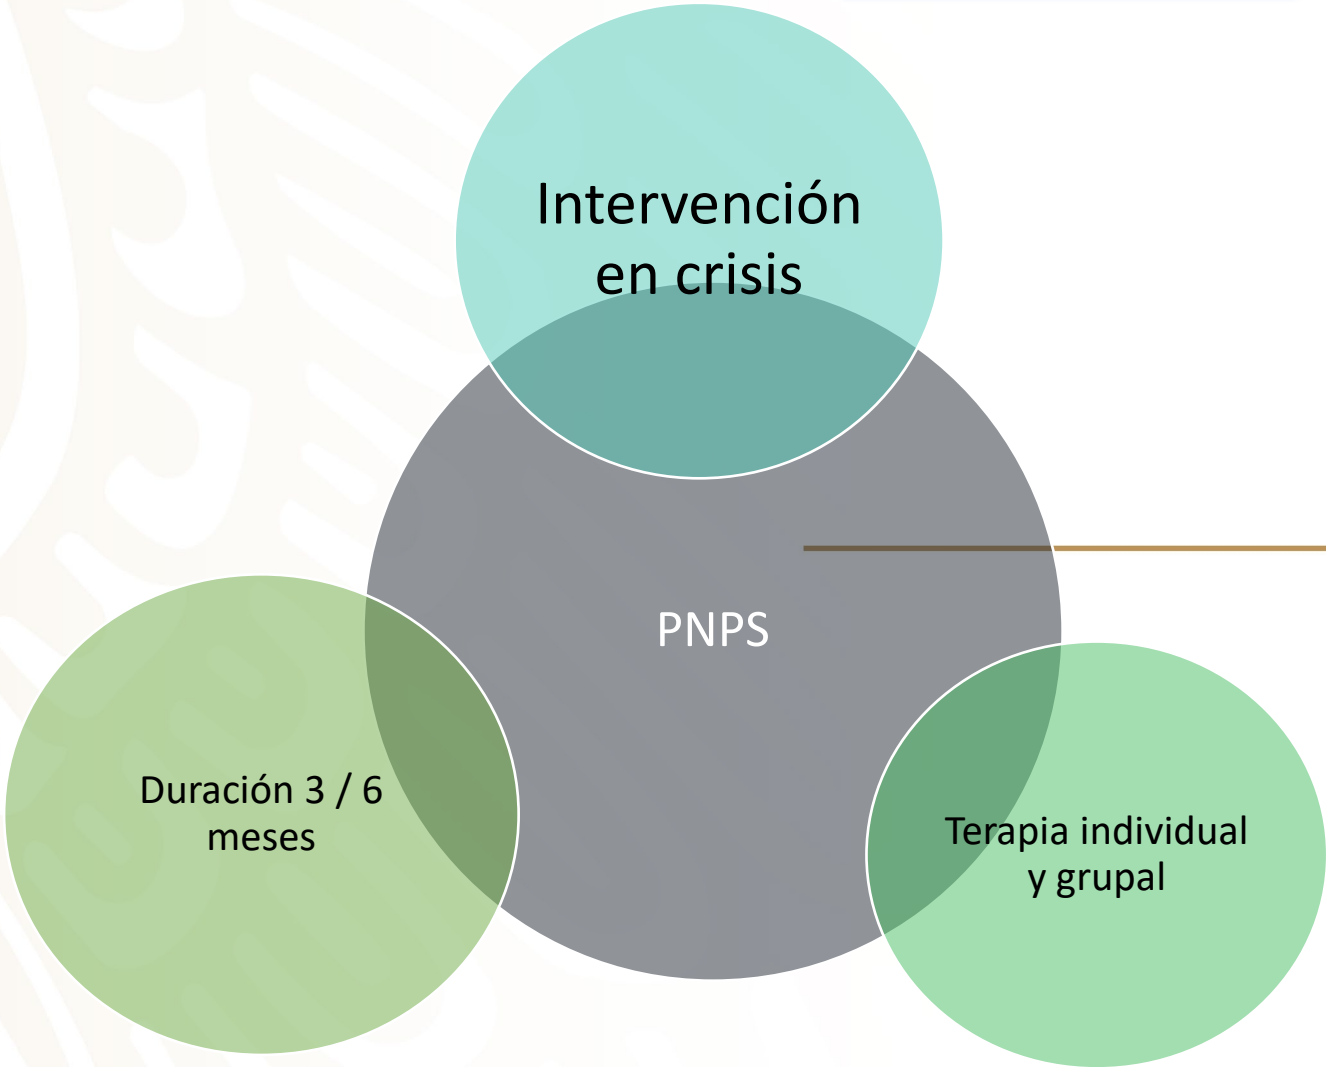 Intervención
en crisis
PNPS
Duración 3 / 6
meses
Terapia individual
y grupal